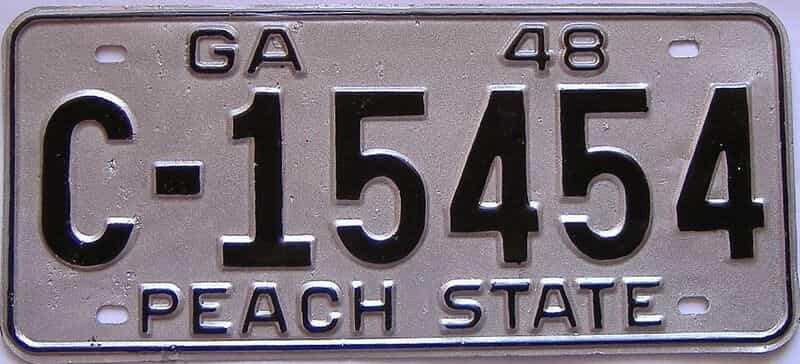 GA 48
C-15454
PEACH STATE